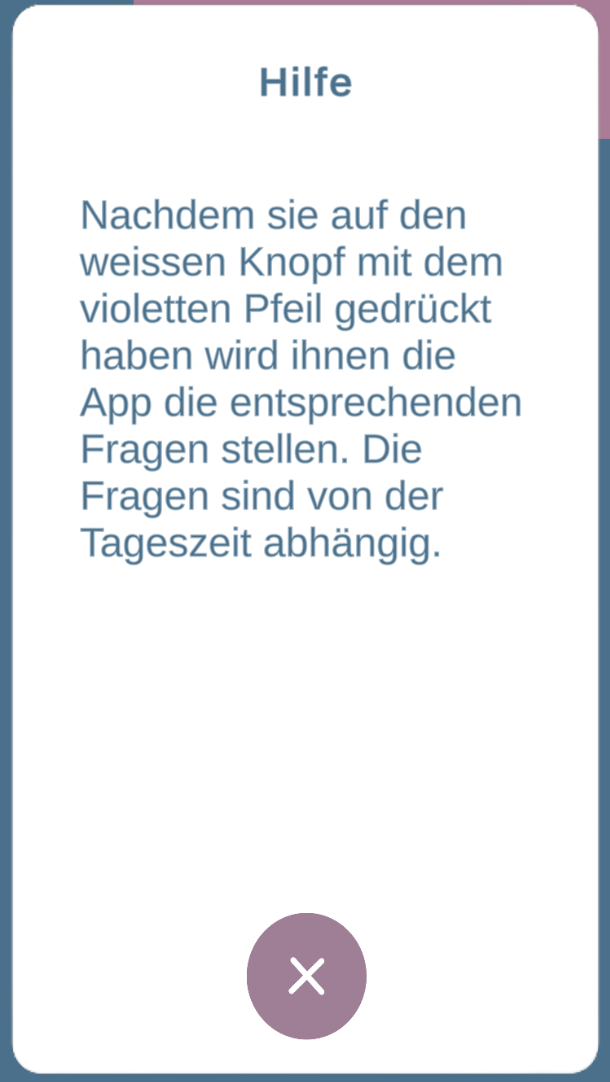 Hilfe
Nachdem sie auf den
weissen Knopf mit dem
violetten Pfeil gedrückt
haben wird ihnen die
App die entsprechenden
Fragen stellen. Die
Fragen sind von der
Tageszeit abhängig.